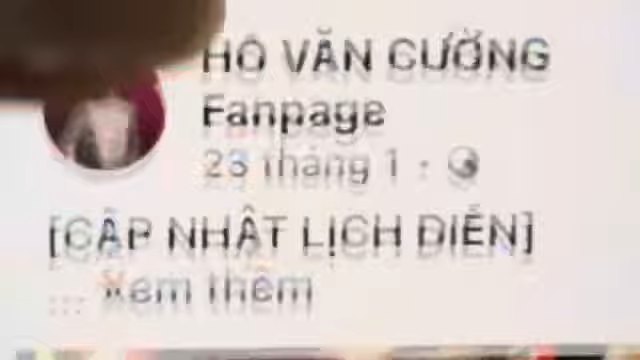 HỒ VĂN CƯỜNG
Fanpage
23 tháng 1 ·
[CẬP NHẬT LỊCH DIỄN]
... Xem thêm